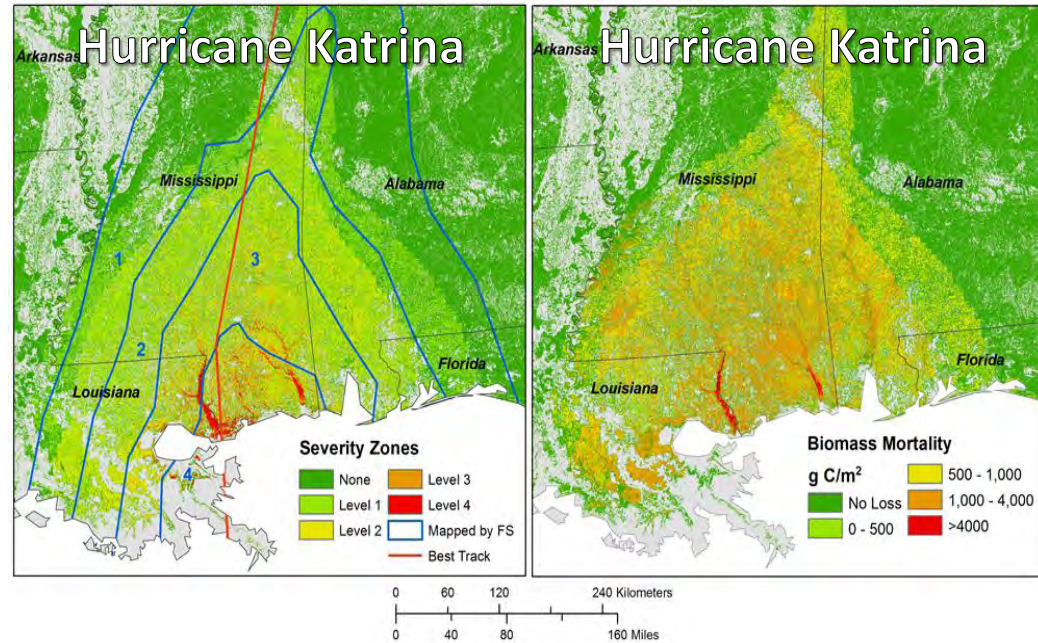 Hurricane Katrina
Arkansas
Mississippi
Alabama
1
3
2
Louisiana
Florida
4
Severity Zones
None
Level 1
Level 2
Level 3
Level 4
Mapped by FS
Best Track
Hurricane Katrina
Arkansas
Mississippi
Alabama
Louisiana
Florida
Biomass Mortality
g C/m²
No Loss
0 - 500
500 - 1,000
1,000 - 4,000
>4000
0 60 120 240 Kilometers
0 40 80 160 Miles